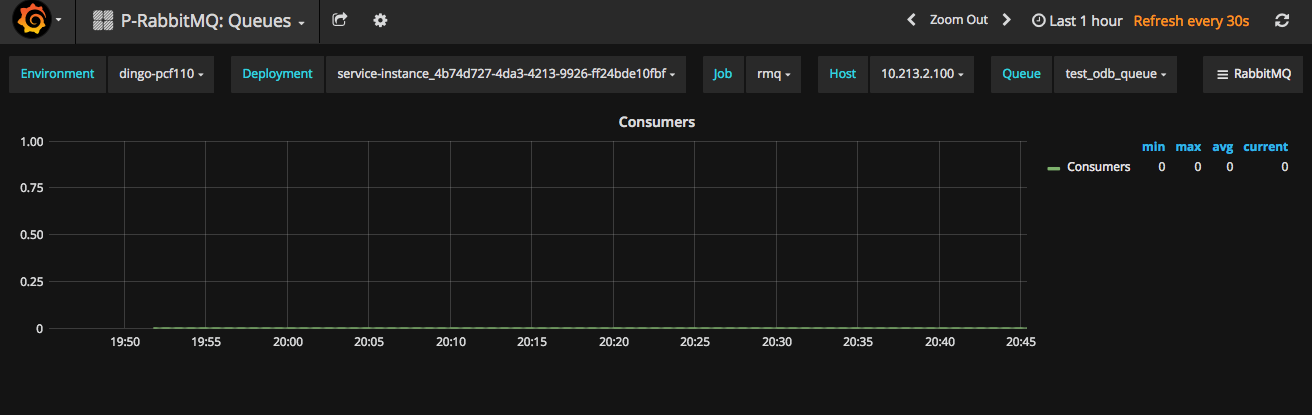 P-RabbitMQ: Queues Zoom Out Last 1 hour Refresh every 30s
Environment dingo-pcf110 Deployment service-instance_4b74d727-4da3-4213-9926-ff24bde10fbf Job rmq Host 10.213.2.100 Queue test_odb_queue RabbitMQ
Consumers
1.00
0.75
0.50
0.25
0
19:50 19:55 20:00 20:05 20:10 20:15 20:20 20:25 20:30 20:35 20:40 20:45
min max avg current
Consumers 0 0 0 0